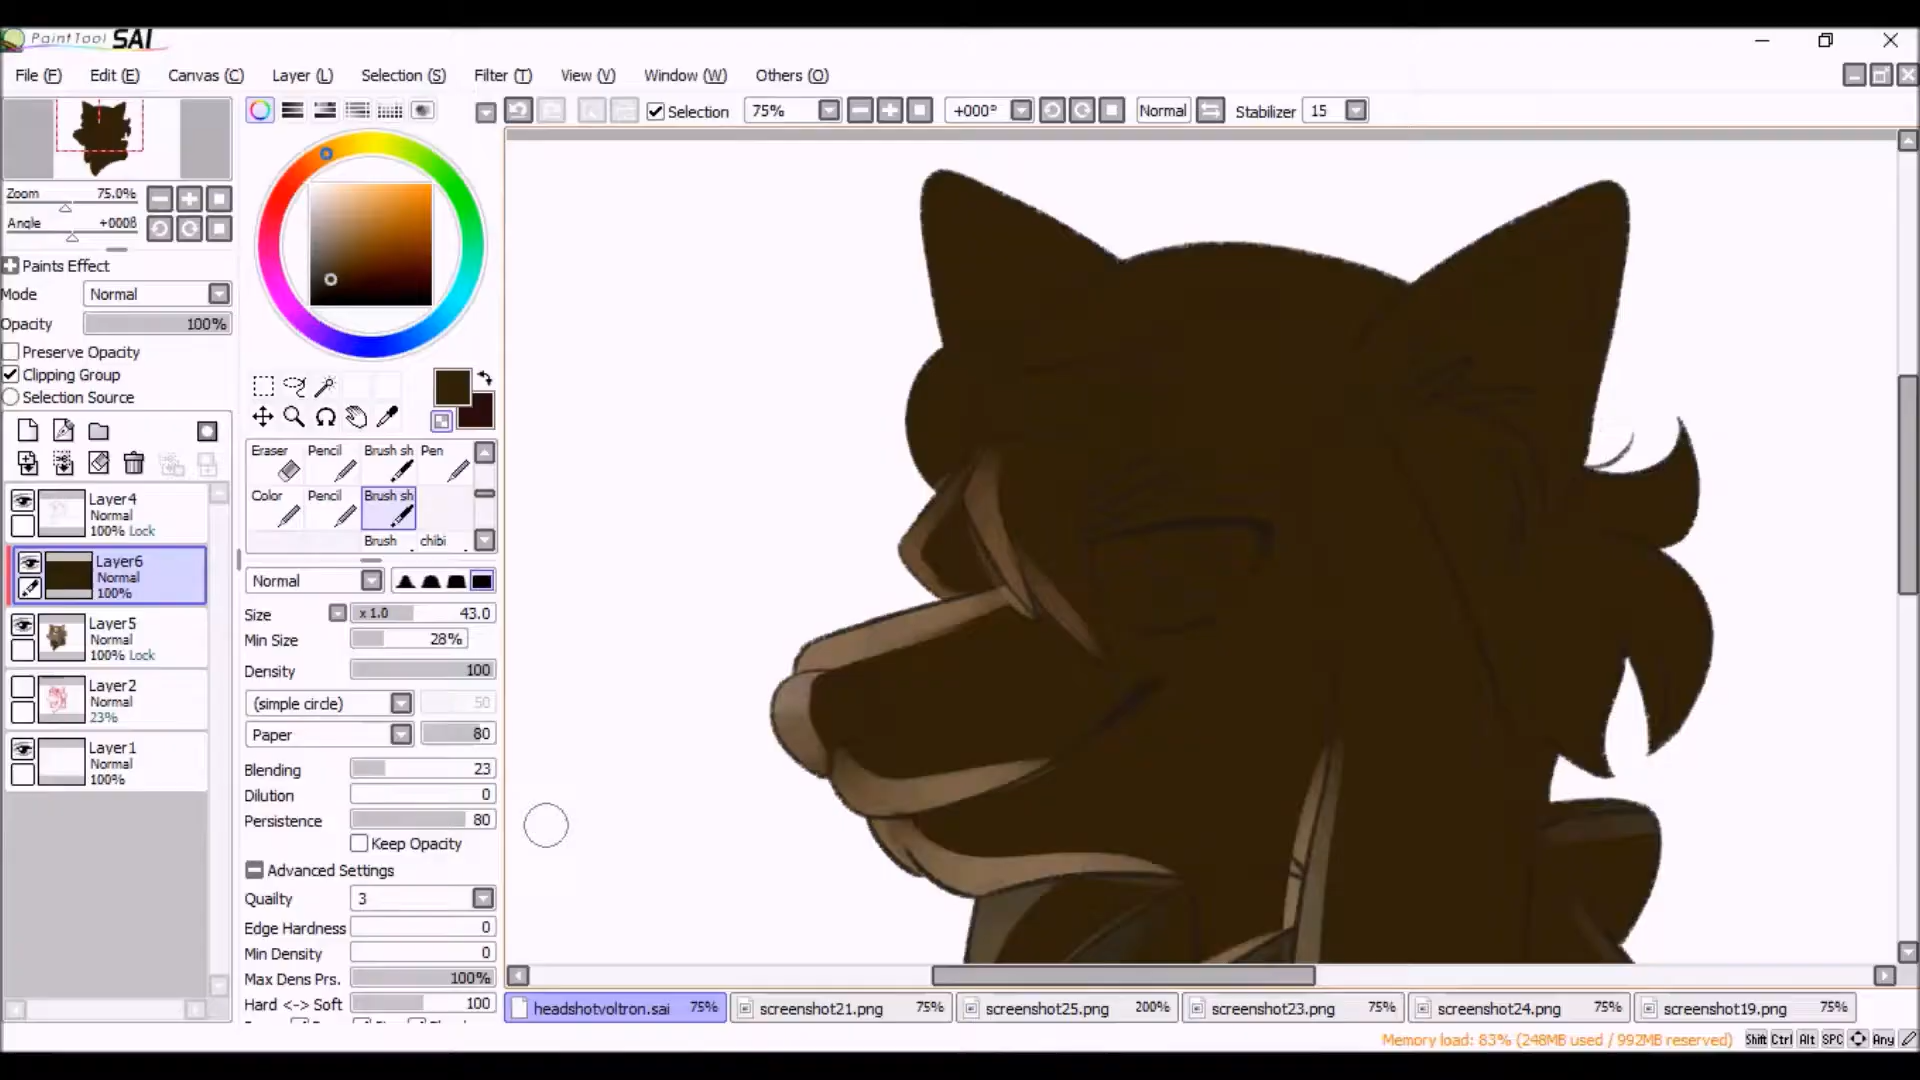 PaintTool SAI
File (F) Edit (E) Canvas (C) Layer (L) Selection (S) Filter (T) View (V) Window (W) Others (O)
Selection 75% +000° Normal Stabilizer 15
Zoom 75.0%
Angle +000ß
Paints Effect
Mode Normal
Opacity 100%
Preserve Opacity
Clipping Group
Selection Source
Layer4
Normal
100% Lock
Layer6
Normal
100%
Layer5
Normal
100% Lock
Layer2
Normal
23%
Layer1
Normal
100%
Eraser Pencil Brush sh Pen
Color Pencil Brush sh
Brush chibi
Normal
Size x 1.0 43.0
Min Size 28%
Density 100
(simple circle) 50
Paper 80
Blending 23
Dilution 0
Persistence 80
Keep Opacity
Advanced Settings
Quailty 3
Edge Hardness 0
Min Density 0
Max Dens Prs. 100%
Hard <-> Soft 100
headshotvoltron.sai 75% screenshot21.png 75% screenshot25.png 200% screenshot23.png 75% screenshot24.png 75% screenshot19.png 75%
Memory load: 83% (248MB used / 992MB reserved) Shift Ctrl Alt SPC Any